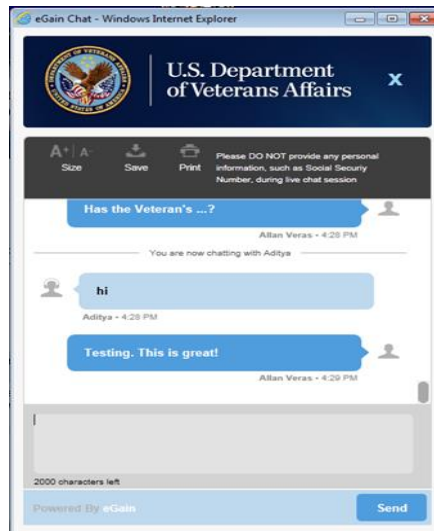 eGain Chat - Windows Internet Explorer
U.S. Department
of Veterans Affairs
X
A+ A-
Size
Save
Print
Please DO NOT provide any personal
information, such as Social Securiy
Number, during live chat session
Has the Veteran's ...?
Allan Veras - 4:28 PM
You are now chatting with Aditya
hi
Aditya - 4:28 PM
Testing. This is great!
Allan Veras - 4:29 PM
2000 characters left
Powered By eGain
Send